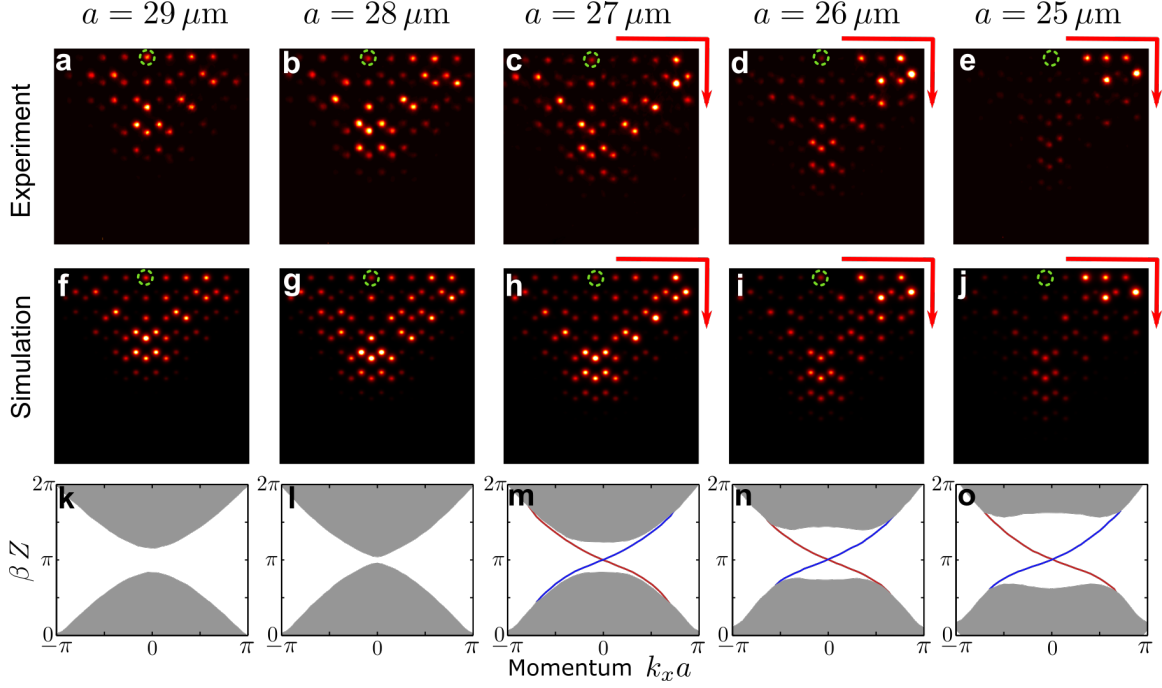 a = 29 μm a = 28 μm a = 27 μm a = 26 μm a = 25 μm
Experiment
a b c d e
Simulation
f g h i j
β Z
2π k 2π l 2π m 2π n 2π o
π π π π π
0 0 0 0 0
−π 0 π −π 0 π −π 0 π −π 0 π −π 0 π
Momentum kₓa